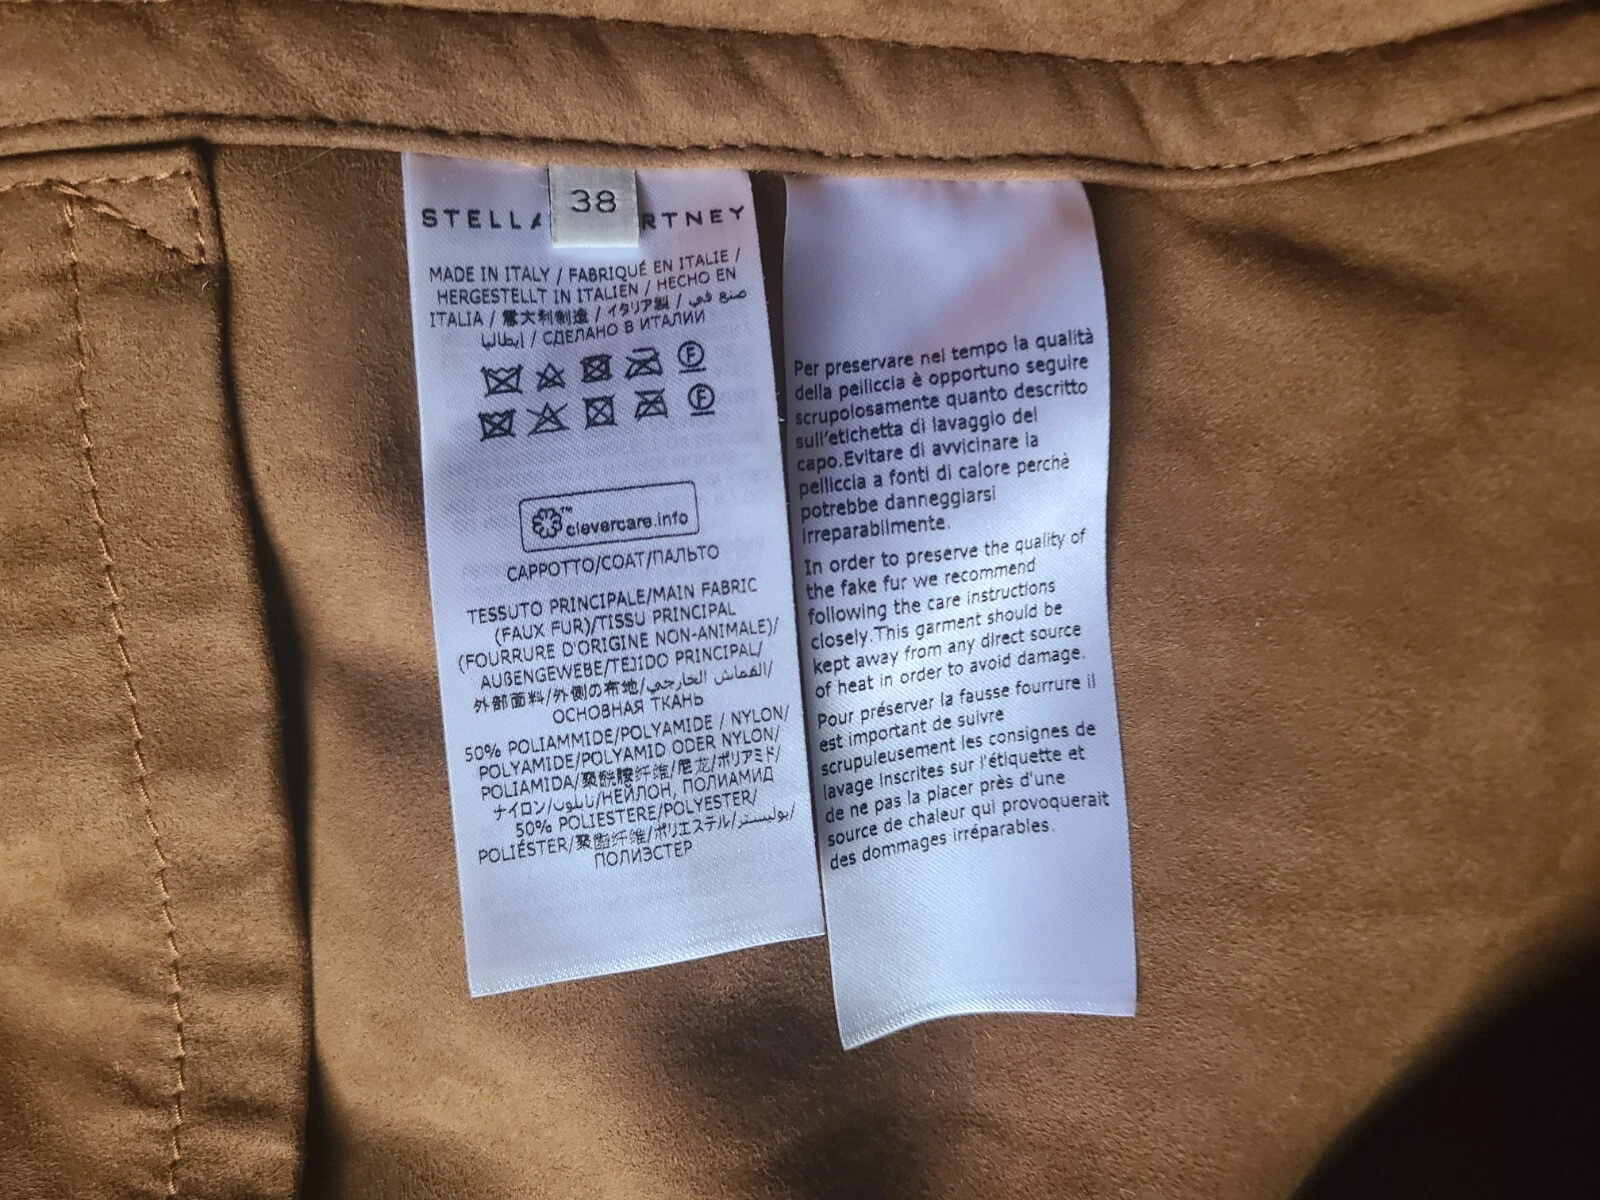 38
STELLA RTNEY
MADE IN ITALY / FABRIQUÉ EN ITALIE /
HERGESTELLT IN ITALIEN / HECHO EN
ITALIA / 意大利制造 / イタリア製 / صنع في
إيطاليا / СДЕЛАНО В ИТАЛИИ
F
F
clevercare.info
CAPPOTTO/COAT/ПАЛЬТО
TESSUTO PRINCIPALE/MAIN FABRIC
(FAUX FUR)/TISSU PRINCIPAL
(FOURRURE D'ORIGINE NON-ANIMALE)/
AUßENGEWEBE/TEJIDO PRINCIPAL/
外部面料/外側の布地/القماش الخارجي/
ОСНОВНАЯ ТКАНЬ
50% POLIAMMIDE/POLYAMIDE / NYLON/
POLYAMIDE/POLYAMID ODER NYLON/
POLIAMIDA/聚酰胺纤维/尼龙/ポリアミド/
ナイロン/نايلون/НЕЙЛОН, ПОЛИАМИД
50% POLIESTERE/POLYESTER/
POLIÉSTER/聚酯纤维/ポリエステル/بوليستر/
ПОЛИЭСТЕР
Per preservare nel tempo la qualità
della peilliccia è opportuno seguire
scrupolosamente quanto descritto
sull'etichetta di lavaggio del
capo.Evitare di avvicinare la
pelliccia a fonti di calore perchè
potrebbe danneggiarsi
irreparabilmente.
In order to preserve the quality of
the fake fur we recommend
following the care instructions
closely.This garment should be
kept away from any direct source
of heat in order to avoid damage.
Pour préserver la fausse fourrure il
est important de suivre
scrupuleusement les consignes de
lavage inscrites sur l'étiquette et
de ne pas la placer près d'une
source de chaleur qui provoquerait
des dommages irréparables.